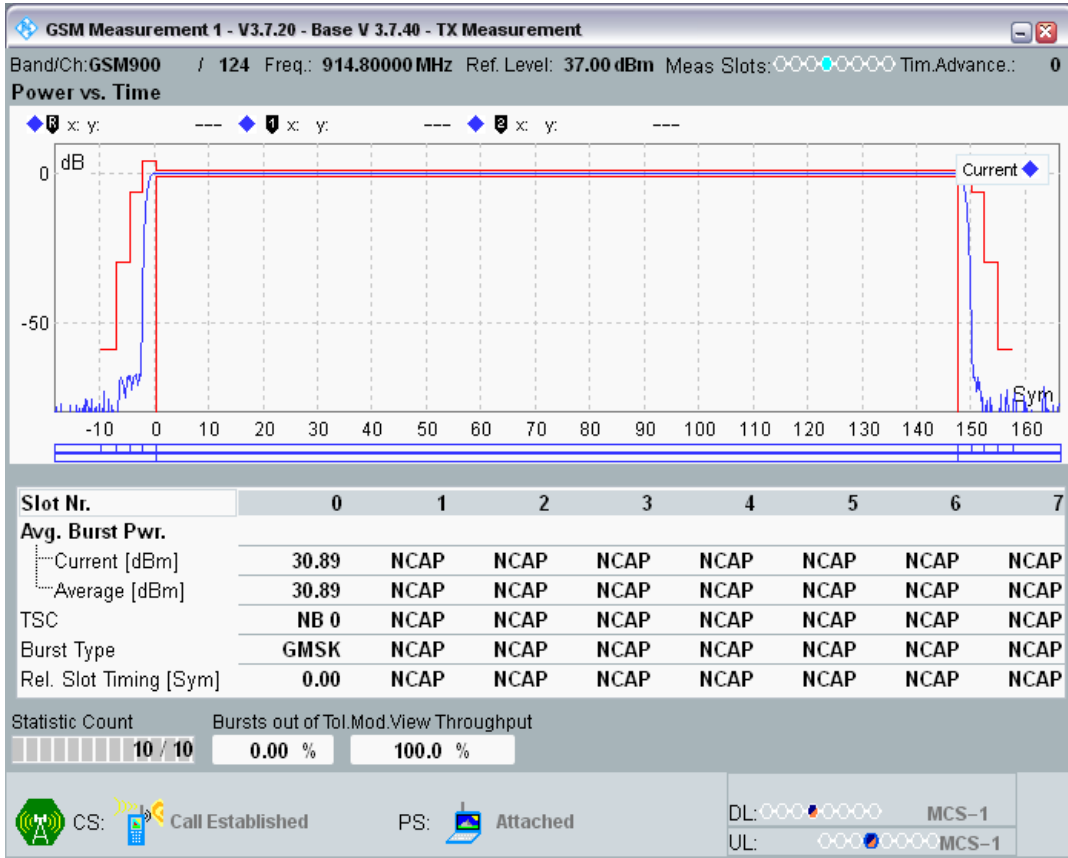 GSM Measurement 1 - V3.7.20 - Base V 3.7.40 - TX Measurement
Band/Ch:GSM900 / 124 Freq.: 914.80000 MHz Ref. Level: 37.00 dBm Meas Slots: Tim.Advance.: 0
Power vs. Time
R x: y: --- 1 x: y: --- 2 x: y: ---
dB
Current
0
-50
Sym
-10 0 10 20 30 40 50 60 70 80 90 100 110 120 130 140 150 160
Slot Nr. 0 1 2 3 4 5 6 7
Avg. Burst Pwr.
Current [dBm] 30.89 NCAP NCAP NCAP NCAP NCAP NCAP NCAP
Average [dBm] 30.89 NCAP NCAP NCAP NCAP NCAP NCAP NCAP
TSC NB 0 NCAP NCAP NCAP NCAP NCAP NCAP NCAP
Burst Type GMSK NCAP NCAP NCAP NCAP NCAP NCAP NCAP
Rel. Slot Timing [Sym] 0.00 NCAP NCAP NCAP NCAP NCAP NCAP NCAP
Statistic Count Bursts out of Tol. Mod.View Throughput
10 / 10 0.00 % 100.0 %
CS: Call Established PS: Attached
DL: MCS-1
UL: MCS-1